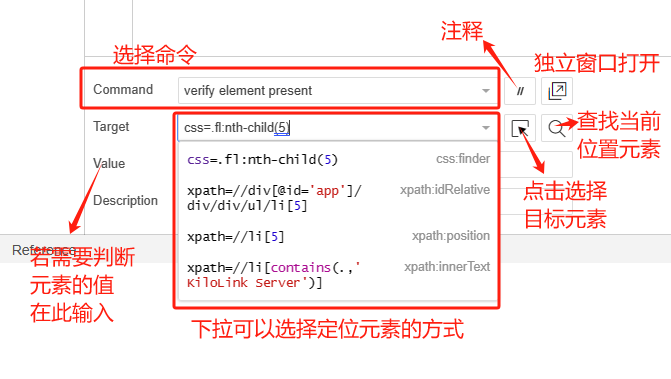 选择命令
注释
独立窗口打开
Command
verify element present
//
Target
css=.fl:nth-child(5)
查找当前
位置元素
css=.fl:nth-child(5)
css:finder
Value
xpath=//div[@id='app']/
div/div/ul/li[5]
xpath:idRelative
点击选择
目标元素
Description
xpath=//li[5]
xpath:position
Reference
若需要判断
元素的值
在此输入
xpath=//li[contains(.,'
KiloLink Server')]
xpath:innerText
下拉可以选择定位元素的方式